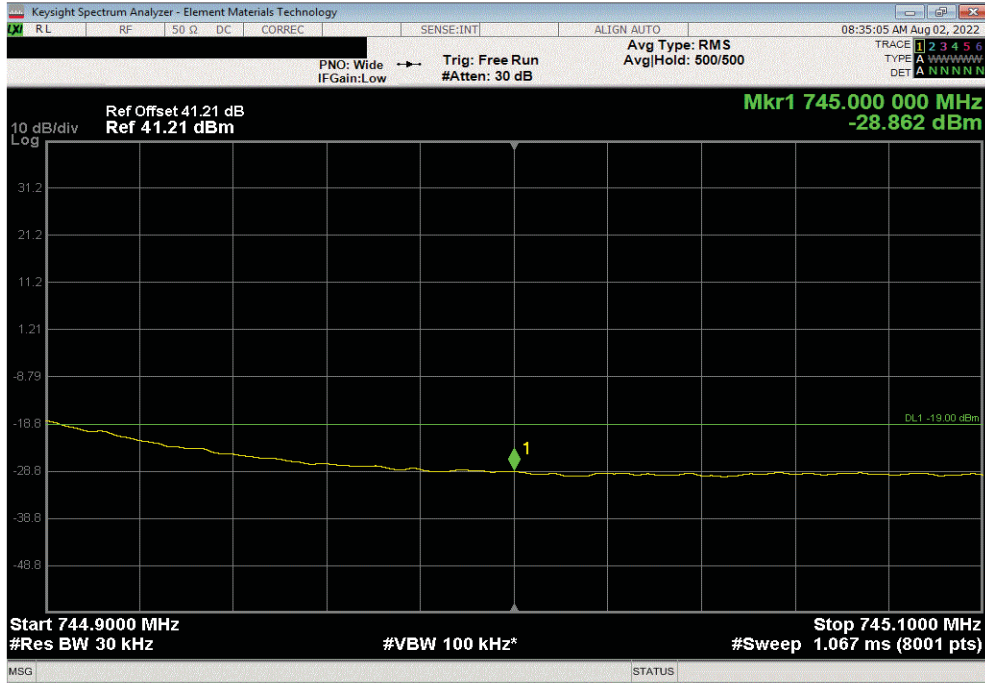 Keysight Spectrum Analyzer - Element Materials Technology
LXI RL RF 50 Ω DC CORREC SENSE:INT ALIGN AUTO 08:35:05 AM Aug 02, 2022
PNO: Wide Trig: Free Run Avg Type: RMS TRACE 1 2 3 4 5 6
IFGain:Low #Atten: 30 dB Avg|Hold: 500/500 TYPE A WWWWW
DET A N N N N N
Mkr1 745.000 000 MHz
-28.862 dBm
Ref Offset 41.21 dB
10 dB/div Ref 41.21 dBm
Log
31.2
21.2
11.2
1.21
-8.79
-18.8
DL1 -19.00 dBm
1
-28.8
-38.8
-48.8
Start 744.9000 MHz Stop 745.1000 MHz
#Res BW 30 kHz #VBW 100 kHz* #Sweep 1.067 ms (8001 pts)
MSG STATUS